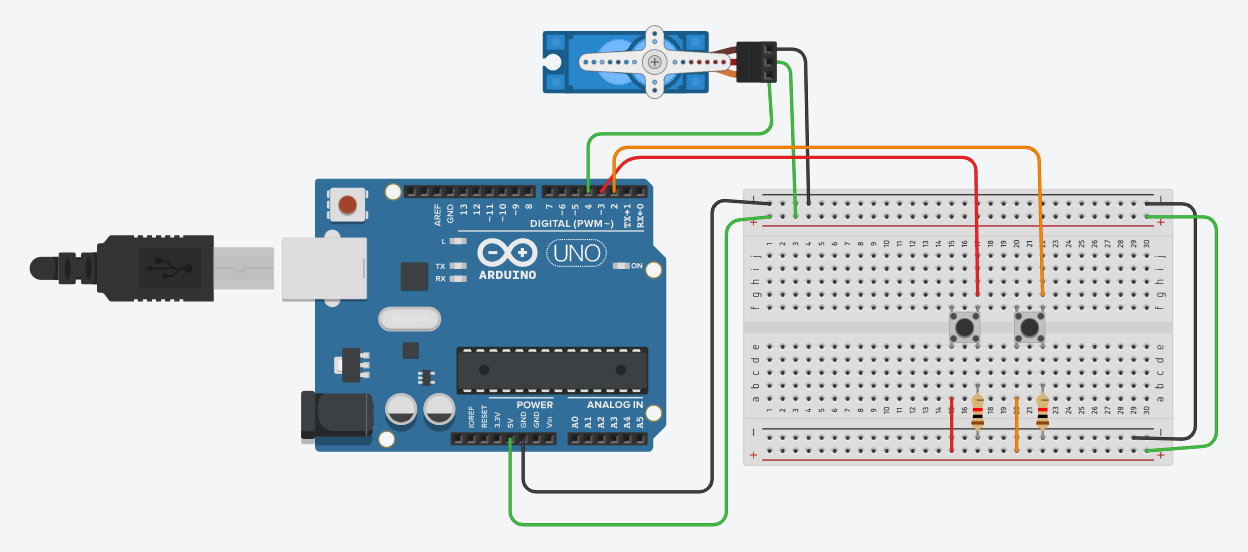 AREF
GND
13
12
~11
~10
~9
8
7
~6
~5
4
~3
2
TX→1
RX←0
DIGITAL (PWM~)
L
TX
RX
ARDUINO
UNO
ON
POWER
ANALOG IN
IOREF
RESET
3.3V
5V
GND
GND
Vin
A0
A1
A2
A3
A4
A5
1 2 3 4 5 6 7 8 9 10 11 12 13 14 15 16 17 18 19 20 21 22 23 24 25 26 27 28 29 30
j j
i i
h h
g g
f f
e e
d d
c c
b b
a a
1 2 3 4 5 6 7 8 9 10 11 12 13 14 15 16 17 18 19 20 21 22 23 24 25 26 27 28 29 30